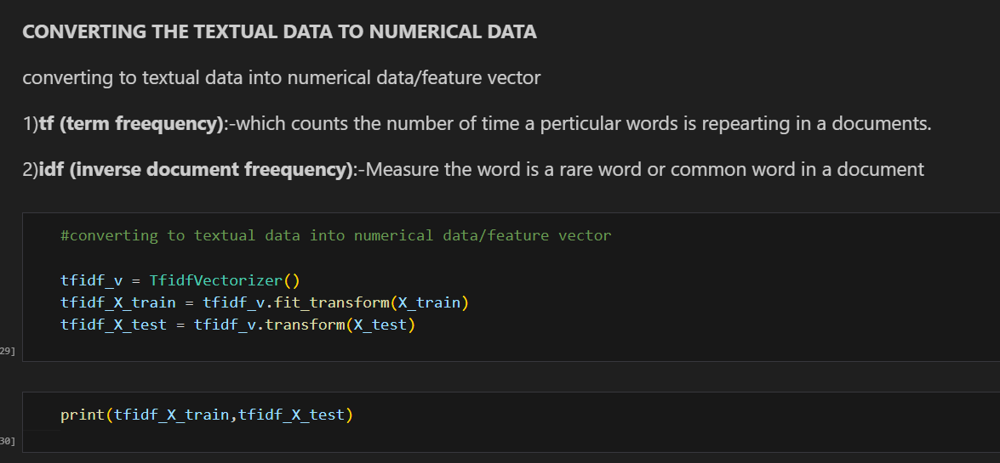 CONVERTING THE TEXTUAL DATA TO NUMERICAL DATA
converting to textual data into numerical data/feature vector
1)tf (term freequency):-which counts the number of time a perticular words is repearting in a documents.
2)idf (inverse document freequency):-Measure the word is a rare word or common word in a document
#converting to textual data into numerical data/feature vector
tfidf_v = TfidfVectorizer()
tfidf_X_train = tfidf_v.fit_transform(X_train)
tfidf_X_test = tfidf_v.transform(X_test)
29]
print(tfidf_X_train,tfidf_X_test)
30]